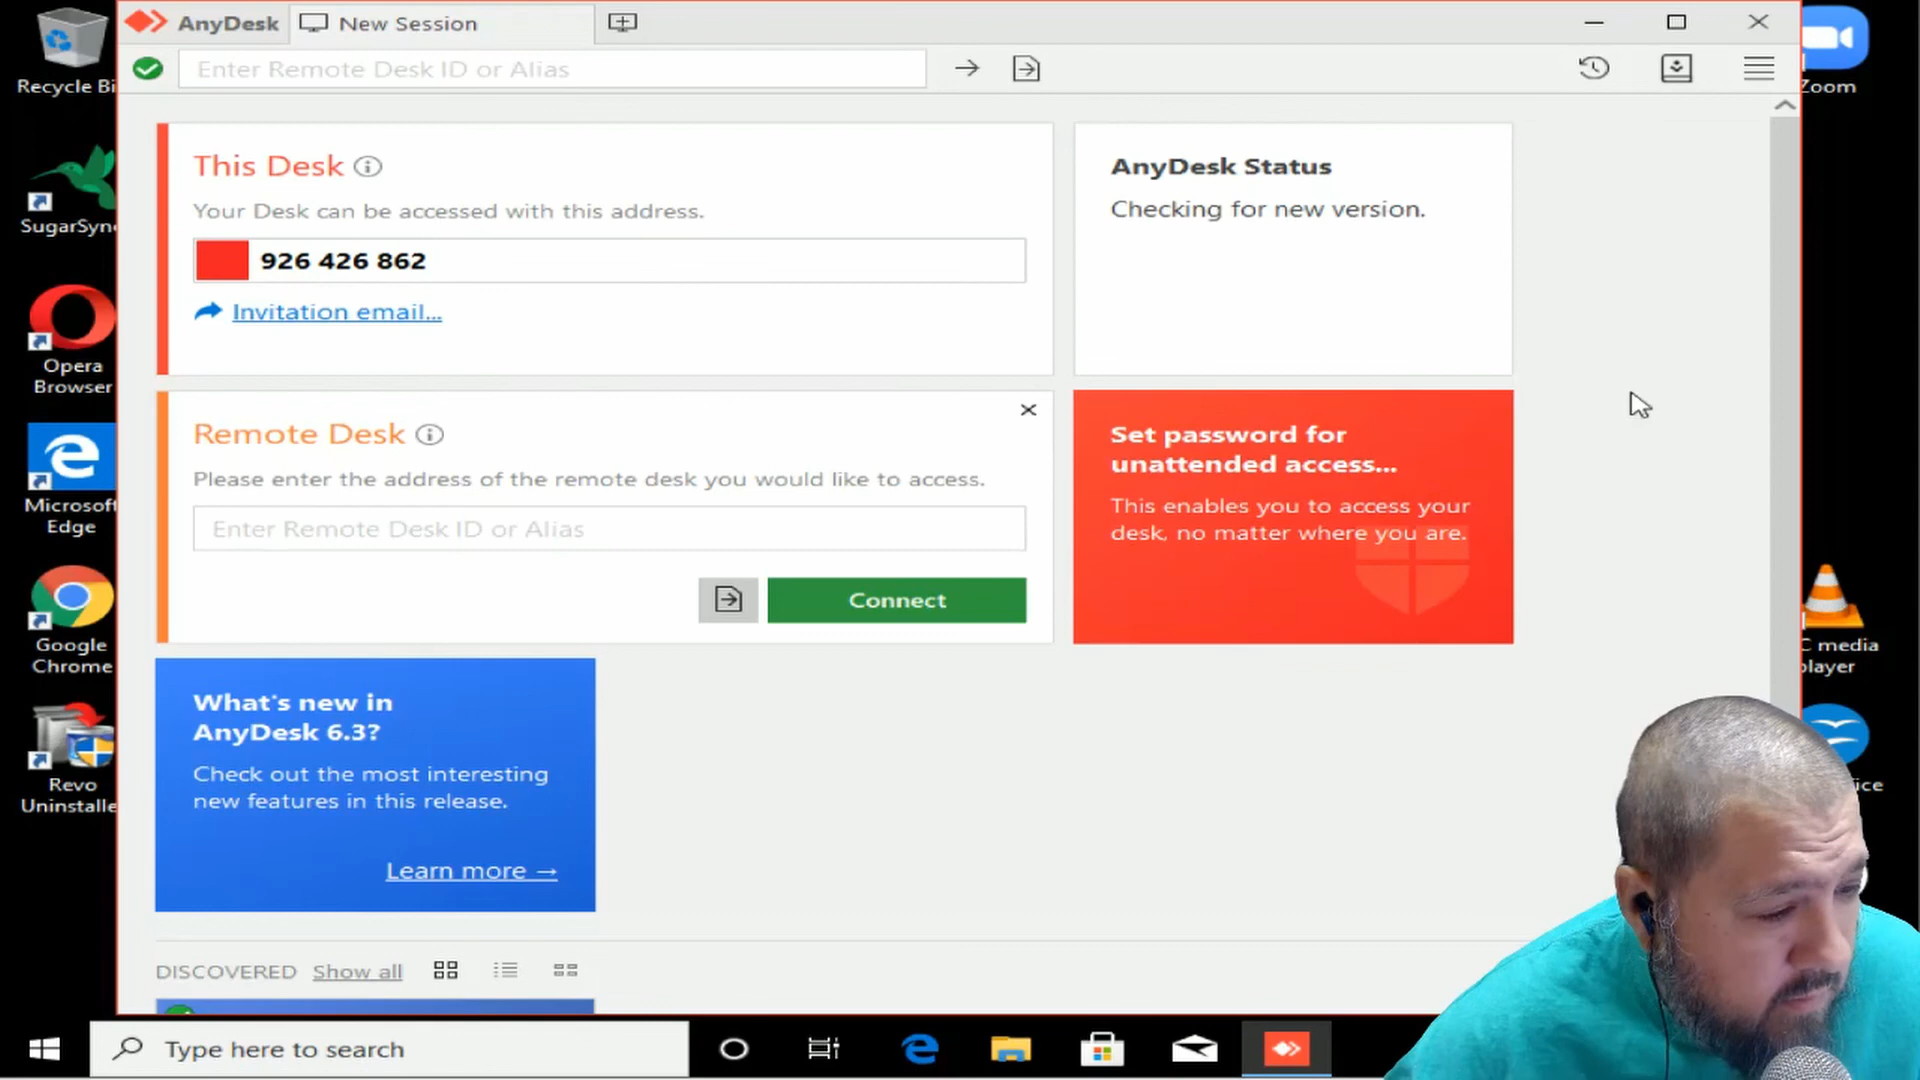 AnyDesk
New Session
Enter Remote Desk ID or Alias
Recycle Bi
Zoom
SugarSync
Opera
Browser
Microsoft
Edge
Google
Chrome
Revo
Uninstalle
This Desk
Your Desk can be accessed with this address.
926 426 862
Invitation email...
AnyDesk Status
Checking for new version.
Remote Desk
Please enter the address of the remote desk you would like to access.
Enter Remote Desk ID or Alias
Connect
Set password for
unattended access...
This enables you to access your
desk, no matter where you are.
What's new in
AnyDesk 6.3?
Check out the most interesting
new features in this release.
Learn more →
C media
player
ice
DISCOVERED Show all
Type here to search